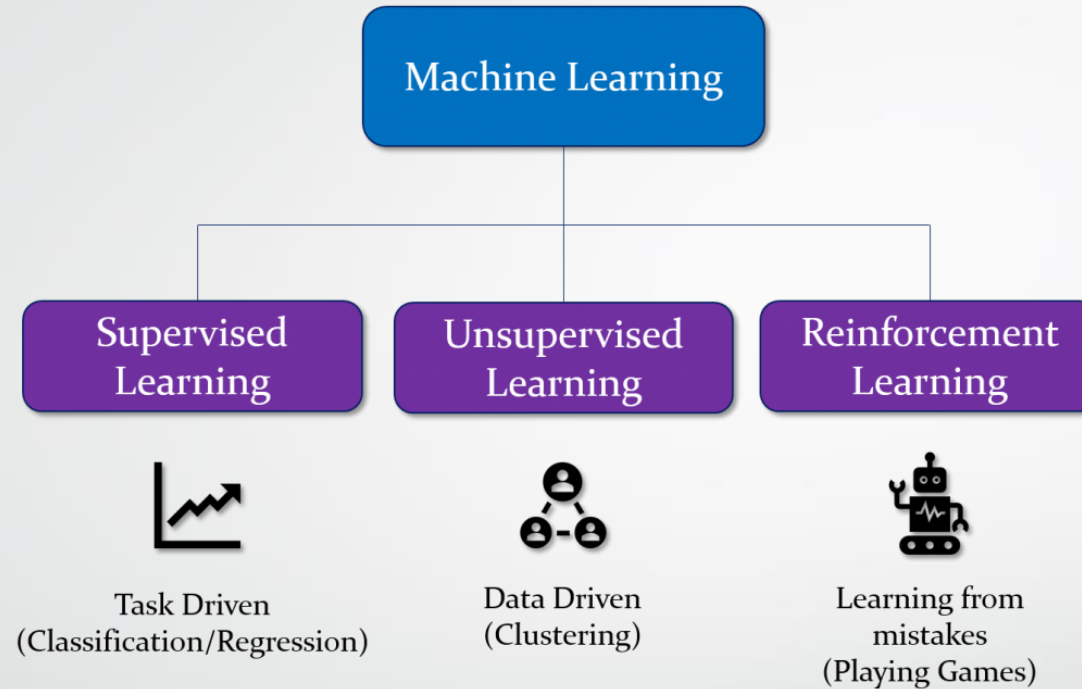 Machine Learning
Supervised
Learning
Unsupervised
Learning
Reinforcement
Learning
Task Driven
(Classification/Regression)
Data Driven
(Clustering)
Learning from
mistakes
(Playing Games)